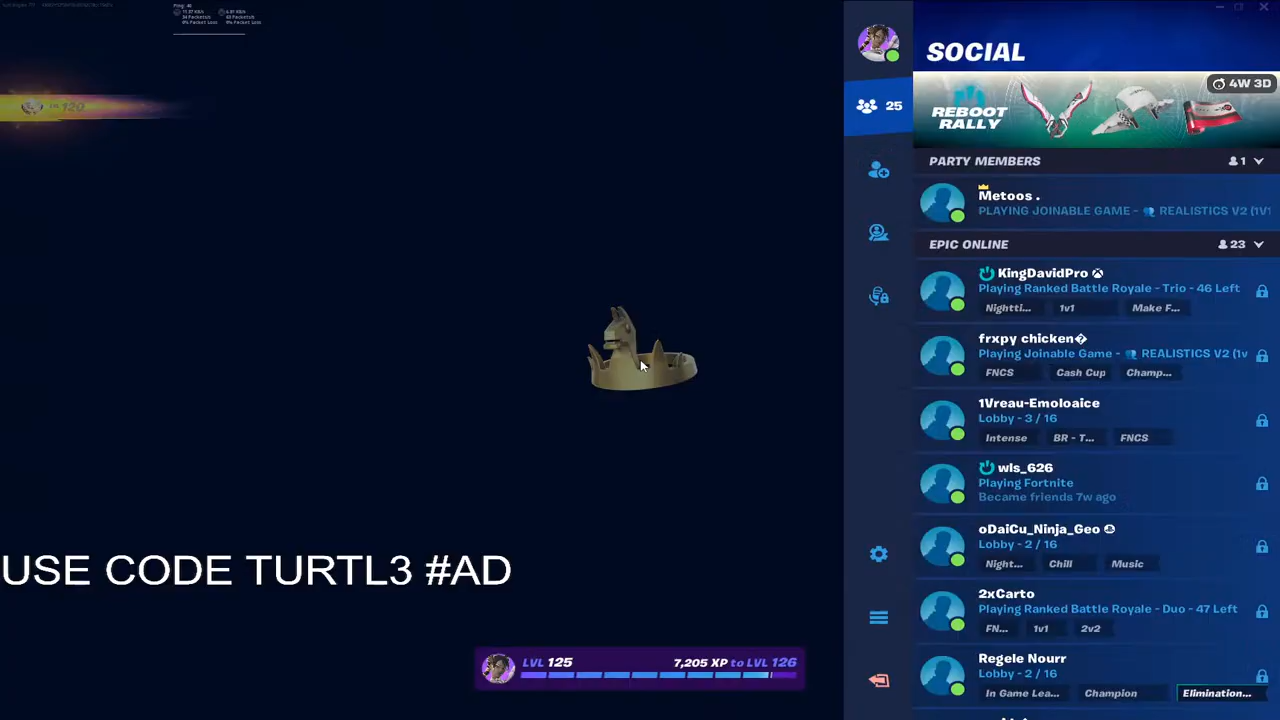 Ping: 40
LVL 120
25
SOCIAL
4W 3D
REBOOT
RALLY
PARTY MEMBERS
1
Metoos .
PLAYING JOINABLE GAME - REALISTICS V2 (1V1
EPIC ONLINE
23
KingDavidPro
Playing Ranked Battle Royale - Trio - 46 Left
Nightti... 1v1 Make F...
frxpy chicken�
Playing Joinable Game - REALISTICS V2 (1v
FNCS Cash Cup Champ...
1Vreau-Emoloaice
Lobby - 3 / 16
Intense BR - T... FNCS
wls_626
Playing Fortnite
Became friends 7w ago
oDaiCu_Ninja_Geo
Lobby - 2 / 16
Night... Chill Music
2xCarto
Playing Ranked Battle Royale - Duo - 47 Left
FN... 1v1 2v2
Regele Nourr
Lobby - 2 / 16
In Game Lea... Champion Elimination...
USE CODE TURTL3 #AD
LVL 125 7,205 XP to LVL 126